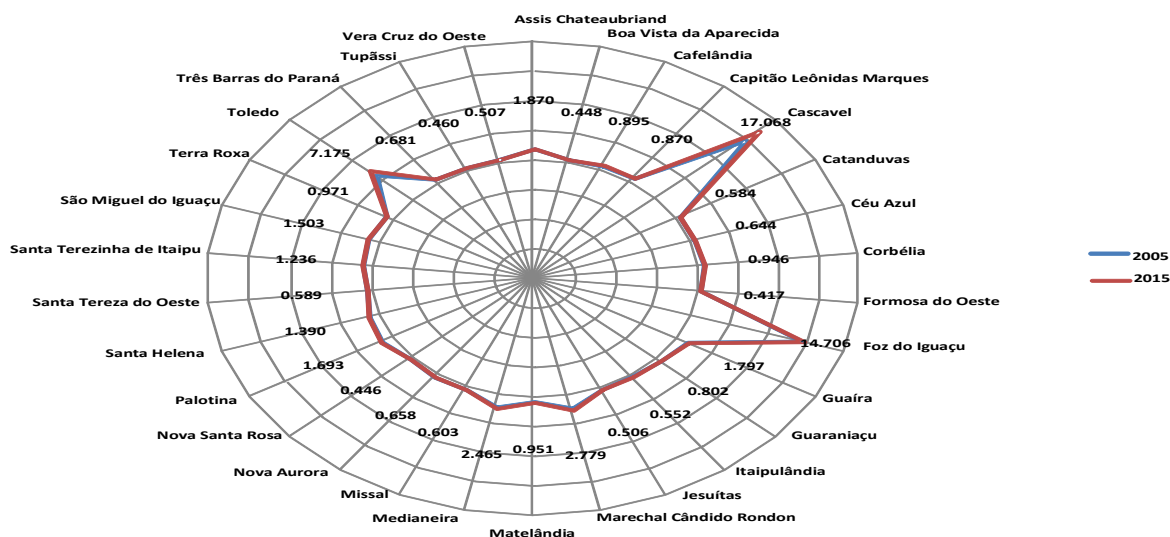 Assis Chateaubriand
Boa Vista da Aparecida
Cafelândia
Capitão Leônidas Marques
Cascavel
Catanduvas
Céu Azul
Corbélia
Formosa do Oeste
Foz do Iguaçu
Guaíra
Guaraniaçu
Itaipulândia
Jesuítas
Marechal Cândido Rondon
Matelândia
Medianeira
Missal
Nova Aurora
Nova Santa Rosa
Palotina
Santa Helena
Santa Tereza do Oeste
Santa Terezinha de Itaipu
São Miguel do Iguaçu
Terra Roxa
Toledo
Três Barras do Paraná
Tupãssi
Vera Cruz do Oeste
1.870
0.448
0.895
0.870
17.068
0.584
0.644
0.946
0.417
14.706
1.797
0.802
0.552
0.506
2.779
0.951
2.465
0.603
0.658
0.446
1.693
1.390
0.589
1.236
1.503
0.971
7.175
0.681
0.460
0.507
2005
2015